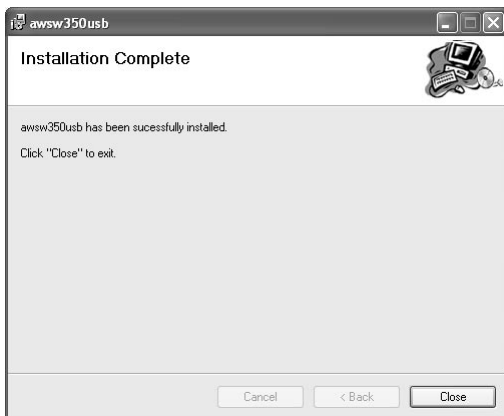 awsw350usb
Installation Complete
awsw350usb has been sucessfully installed.
Click "Close" to exit.
Cancel
< Back
Close